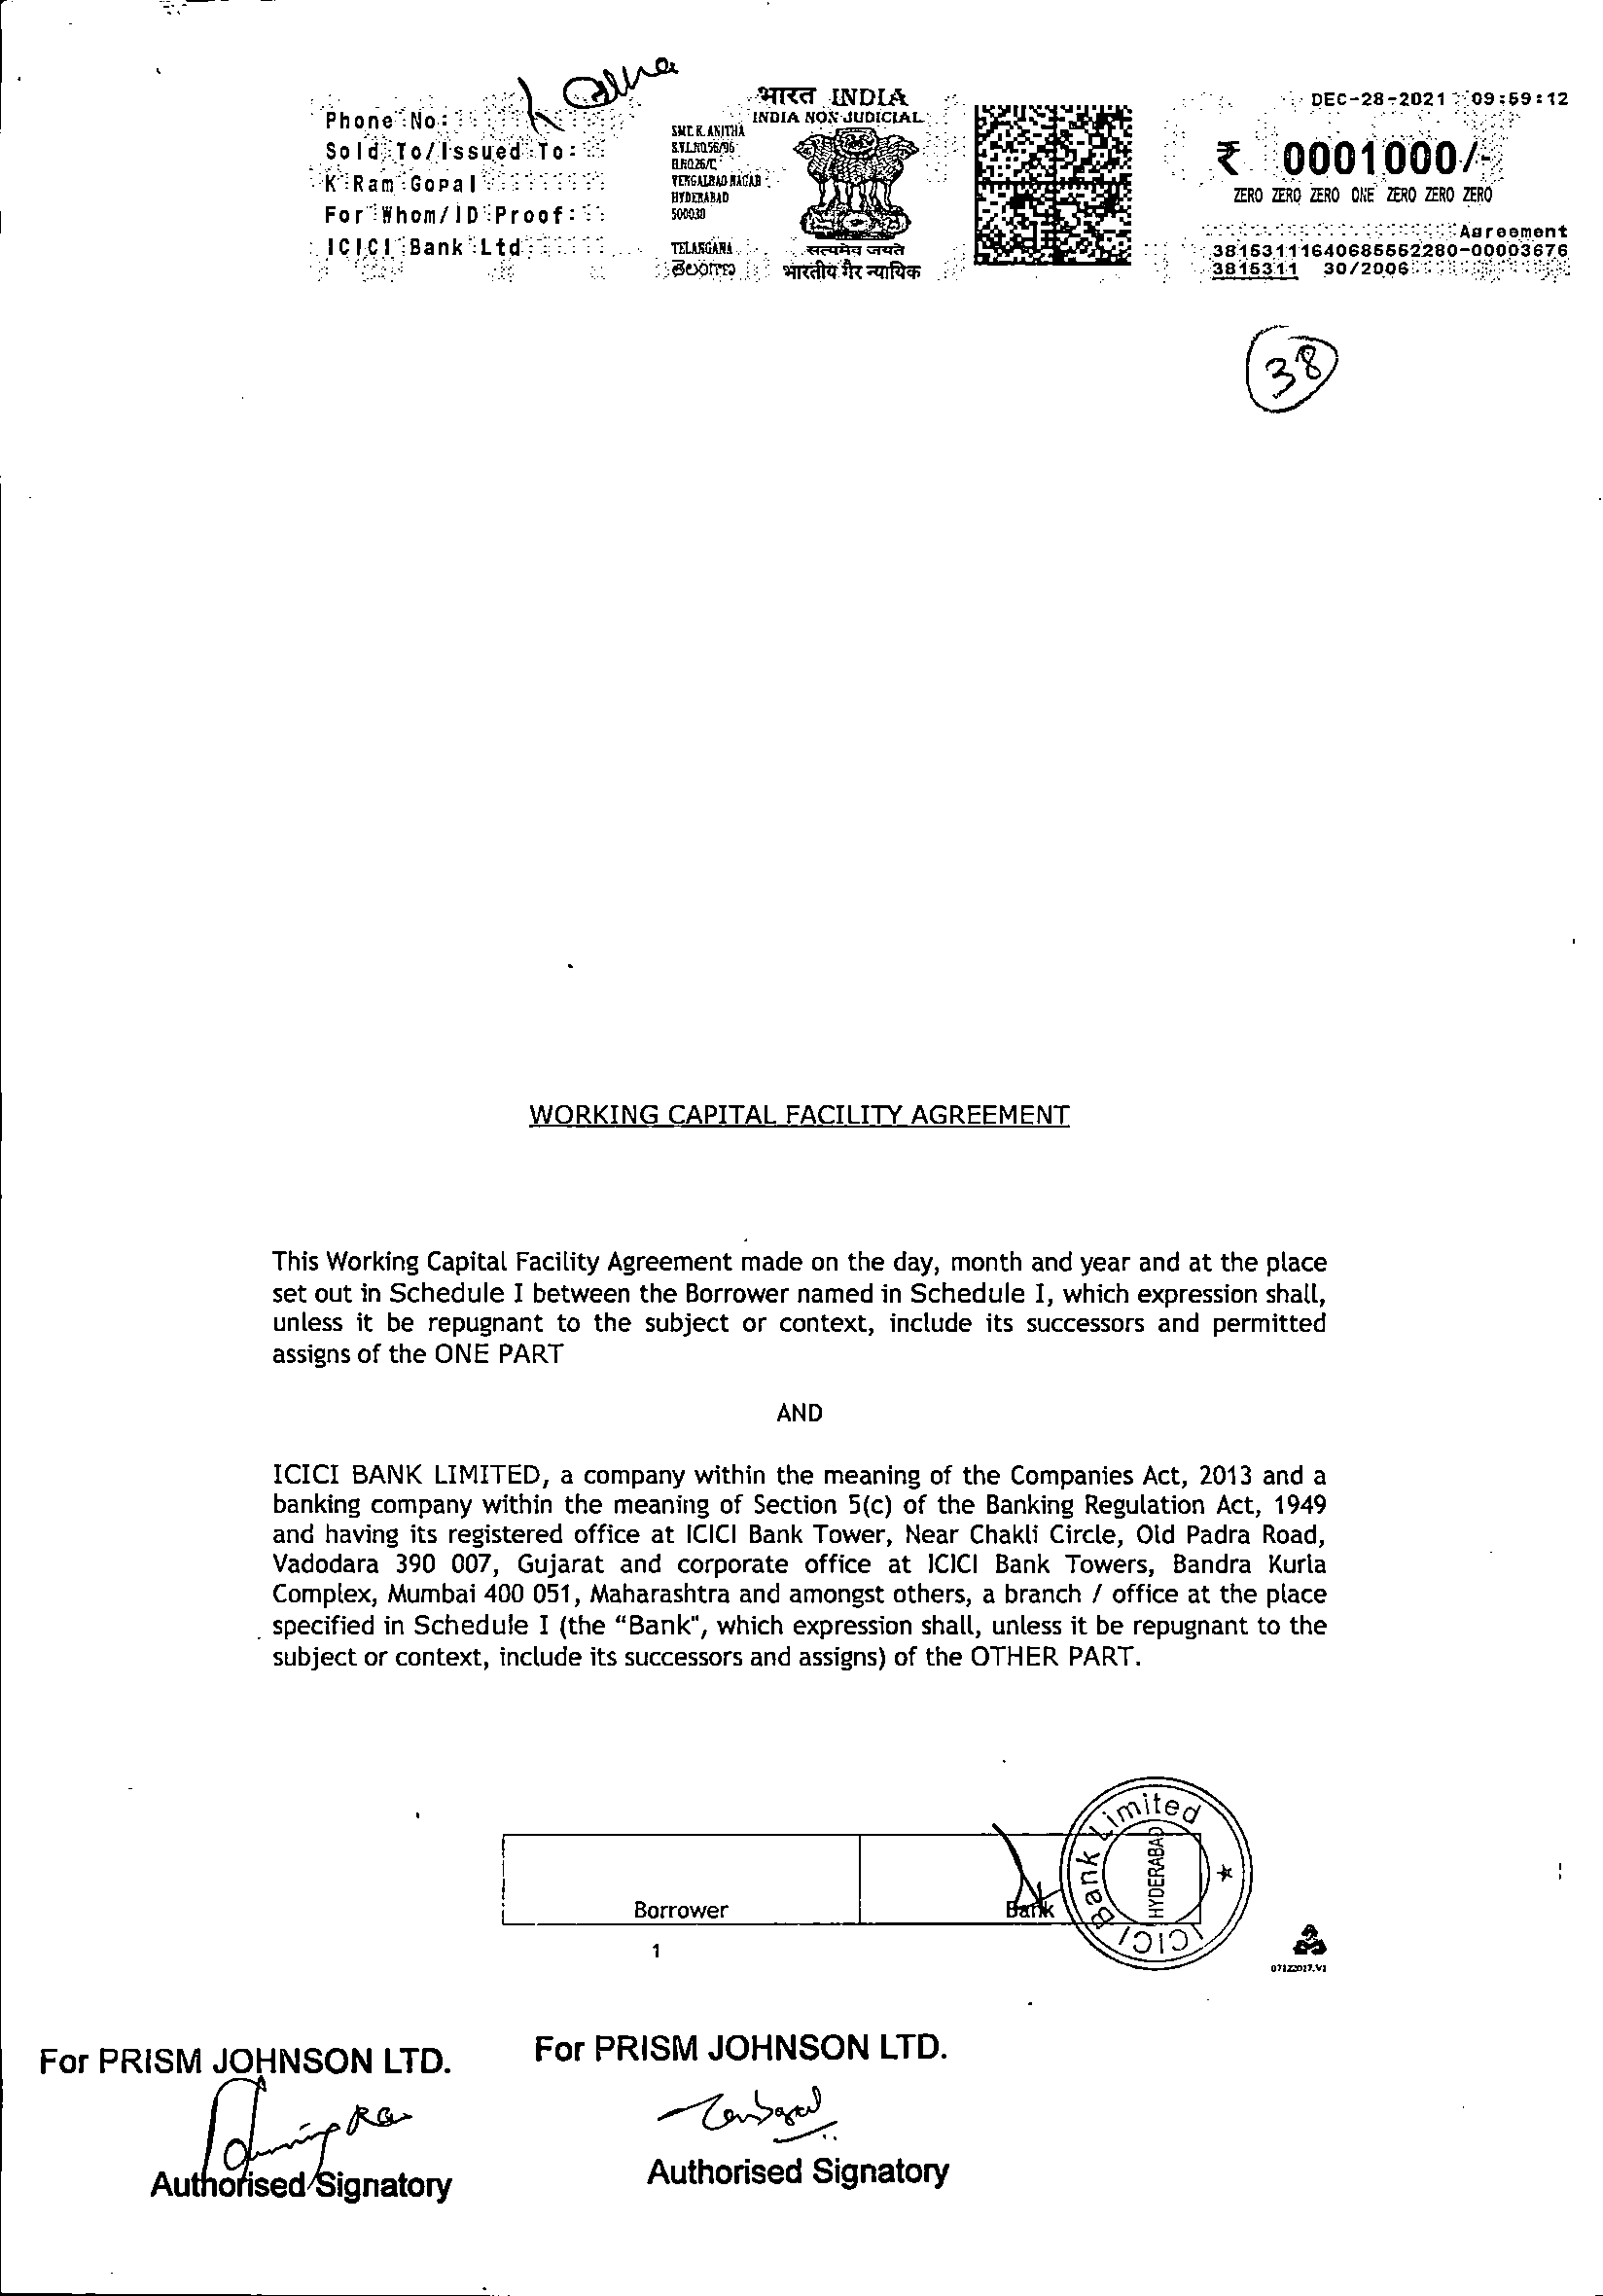 Phone No:
Sold To/Issued To:
K Ram Gopal
For Whom/ID Proof:
ICICI Bank Ltd
भारत INDIA
INDIA NON JUDICIAL
SMT. K. ANITHA
HYDERABAD
500030
TELANGANA
सत्यमेव जयते
भारतीय गैर न्यायिक
DEC-28-2021 09:59:12
₹ 0001000/-
ZERO ZERO ZERO ONE ZERO ZERO ZERO
Agreement
38153111640685552280-00003676
3815311 30/2006
38
WORKING CAPITAL FACILITY AGREEMENT
This Working Capital Facility Agreement made on the day, month and year and at the place
set out in Schedule I between the Borrower named in Schedule I, which expression shall,
unless it be repugnant to the subject or context, include its successors and permitted
assigns of the ONE PART
AND
ICICI BANK LIMITED, a company within the meaning of the Companies Act, 2013 and a
banking company within the meaning of Section 5(c) of the Banking Regulation Act, 1949
and having its registered office at ICICI Bank Tower, Near Chakli Circle, Old Padra Road,
Vadodara 390 007, Gujarat and corporate office at ICICI Bank Towers, Bandra Kurla
Complex, Mumbai 400 051, Maharashtra and amongst others, a branch / office at the place
specified in Schedule I (the “Bank", which expression shall, unless it be repugnant to the
subject or context, include its successors and assigns) of the OTHER PART.
Borrower
Bank
ICICI Bank Limited
HYDERABAD
1
07122017.V1
For PRISM JOHNSON LTD.
Authorised Signatory
For PRISM JOHNSON LTD.
Authorised Signatory